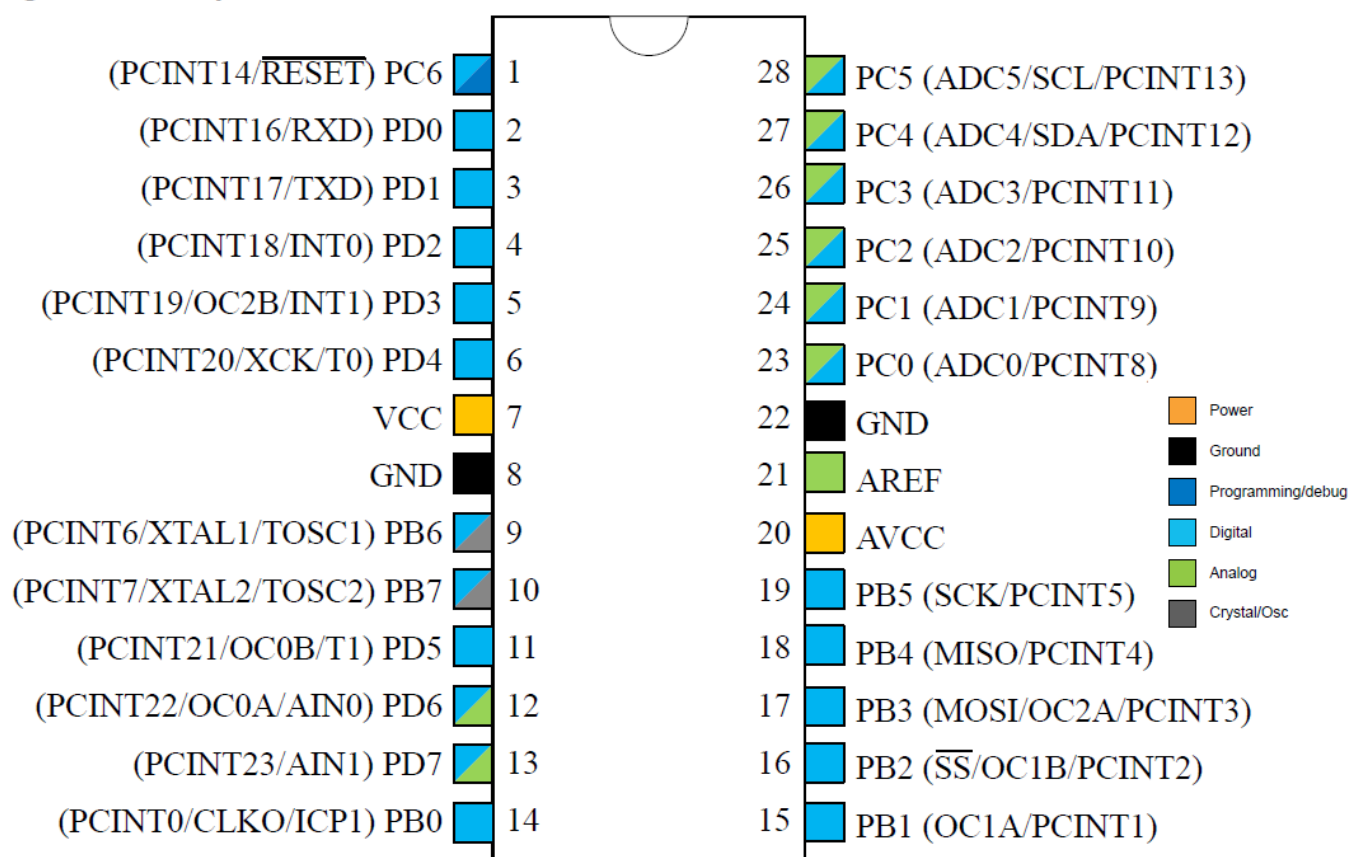 (PCINT14/RESET) PC6 1
(PCINT16/RXD) PD0 2
(PCINT17/TXD) PD1 3
(PCINT18/INT0) PD2 4
(PCINT19/OC2B/INT1) PD3 5
(PCINT20/XCK/T0) PD4 6
VCC 7
GND 8
(PCINT6/XTAL1/TOSC1) PB6 9
(PCINT7/XTAL2/TOSC2) PB7 10
(PCINT21/OC0B/T1) PD5 11
(PCINT22/OC0A/AIN0) PD6 12
(PCINT23/AIN1) PD7 13
(PCINT0/CLKO/ICP1) PB0 14
28 PC5 (ADC5/SCL/PCINT13)
27 PC4 (ADC4/SDA/PCINT12)
26 PC3 (ADC3/PCINT11)
25 PC2 (ADC2/PCINT10)
24 PC1 (ADC1/PCINT9)
23 PC0 (ADC0/PCINT8)
22 GND
21 AREF
20 AVCC
19 PB5 (SCK/PCINT5)
18 PB4 (MISO/PCINT4)
17 PB3 (MOSI/OC2A/PCINT3)
16 PB2 (SS/OC1B/PCINT2)
15 PB1 (OC1A/PCINT1)
Power
Ground
Programming/debug
Digital
Analog
Crystal/Osc